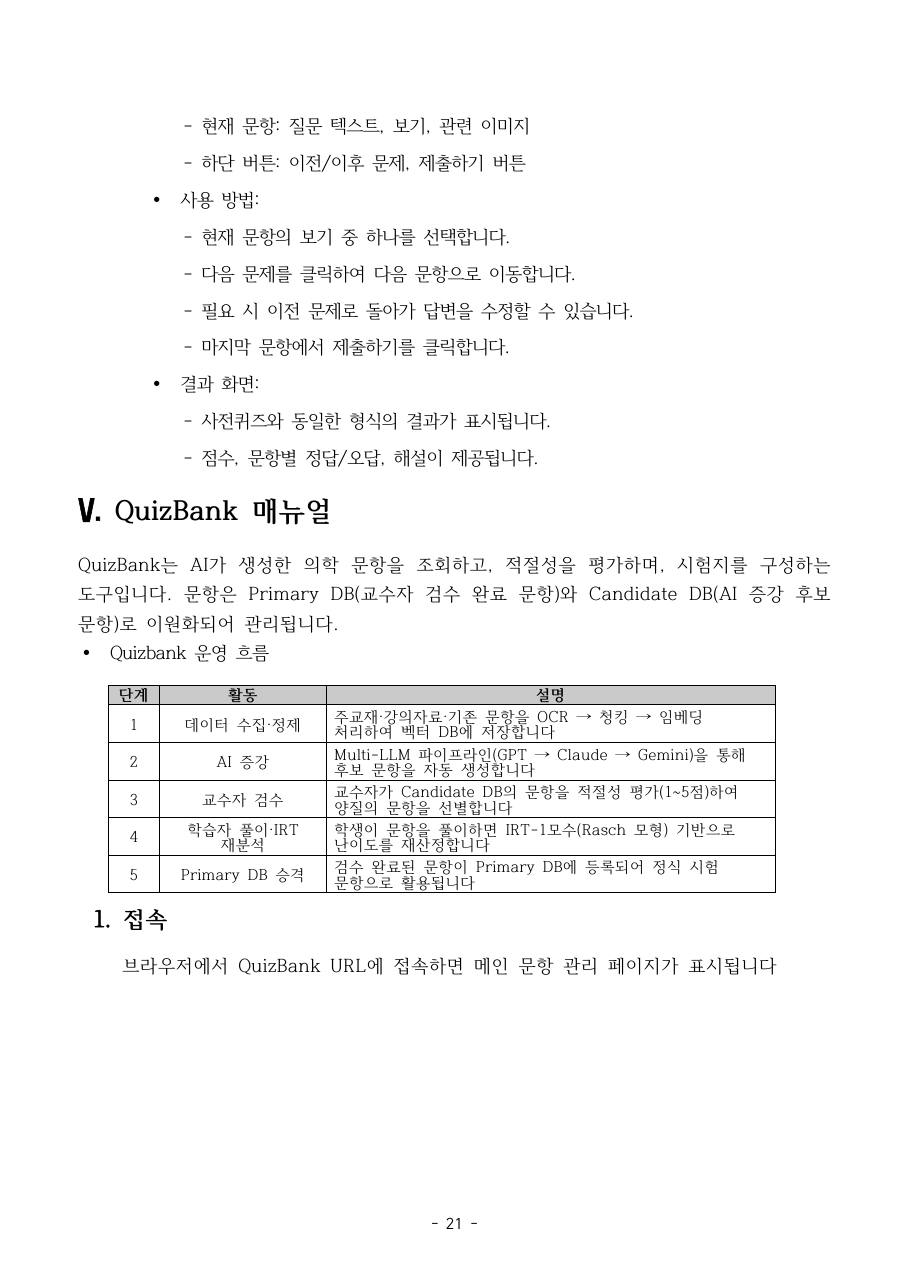 - 현재 문항: 질문 텍스트, 보기, 관련 이미지
- 하단 버튼: 이전/이후 문제, 제출하기 버튼
• 사용 방법:
- 현재 문항의 보기 중 하나를 선택합니다.
- 다음 문제를 클릭하여 다음 문항으로 이동합니다.
- 필요 시 이전 문제로 돌아가 답변을 수정할 수 있습니다.
- 마지막 문항에서 제출하기를 클릭합니다.
• 결과 화면:
- 사전퀴즈와 동일한 형식의 결과가 표시됩니다.
- 점수, 문항별 정답/오답, 해설이 제공됩니다.
V. QuizBank 매뉴얼
QuizBank는 AI가 생성한 의학 문항을 조회하고, 적절성을 평가하며, 시험지를 구성하는
도구입니다. 문항은 Primary DB(교수자 검수 완료 문항)와 Candidate DB(AI 증강 후보
문항)로 이원화되어 관리됩니다.
• Quizbank 운영 흐름
단계 활동 설명
1 데이터 수집·정제 주교재·강의자료·기존 문항을 OCR → 청킹 → 임베딩
처리하여 벡터 DB에 저장합니다
2 AI 증강 Multi-LLM 파이프라인(GPT → Claude → Gemini)을 통해
후보 문항을 자동 생성합니다
3 교수자 검수 교수자가 Candidate DB의 문항을 적절성 평가(1~5점)하여
양질의 문항을 선별합니다
4 학습자 풀이·IRT 학생이 문항을 풀이하면 IRT-1모수(Rasch 모형) 기반으로
재분석 난이도를 재산정합니다
5 Primary DB 승격 검수 완료된 문항이 Primary DB에 등록되어 정식 시험
문항으로 활용됩니다
1. 접속
브라우저에서 QuizBank URL에 접속하면 메인 문항 관리 페이지가 표시됩니다
- 21 -